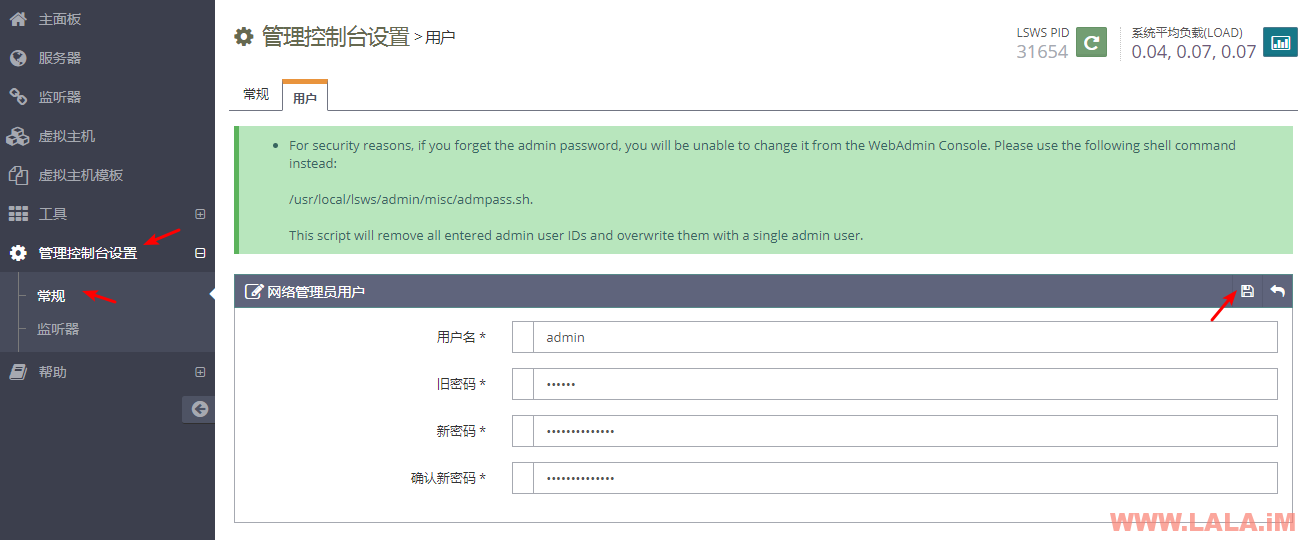 主面板
服务器
监听器
虚拟主机
虚拟主机模板
工具
管理控制台设置
常规
监听器
帮助
管理控制台设置 > 用户
LSWS PID
31654
系统平均负载(LOAD)
0.04, 0.07, 0.07
常规
用户
For security reasons, if you forget the admin password, you will be unable to change it from the WebAdmin Console. Please use the following shell command
instead:
/usr/local/lsws/admin/misc/admpass.sh.
This script will remove all entered admin user IDs and overwrite them with a single admin user.
网络管理员用户
用户名 *
admin
旧密码 *
••••••
新密码 *
••••••••••••••
确认新密码 *
••••••••••••••
WWW.LALA.iM